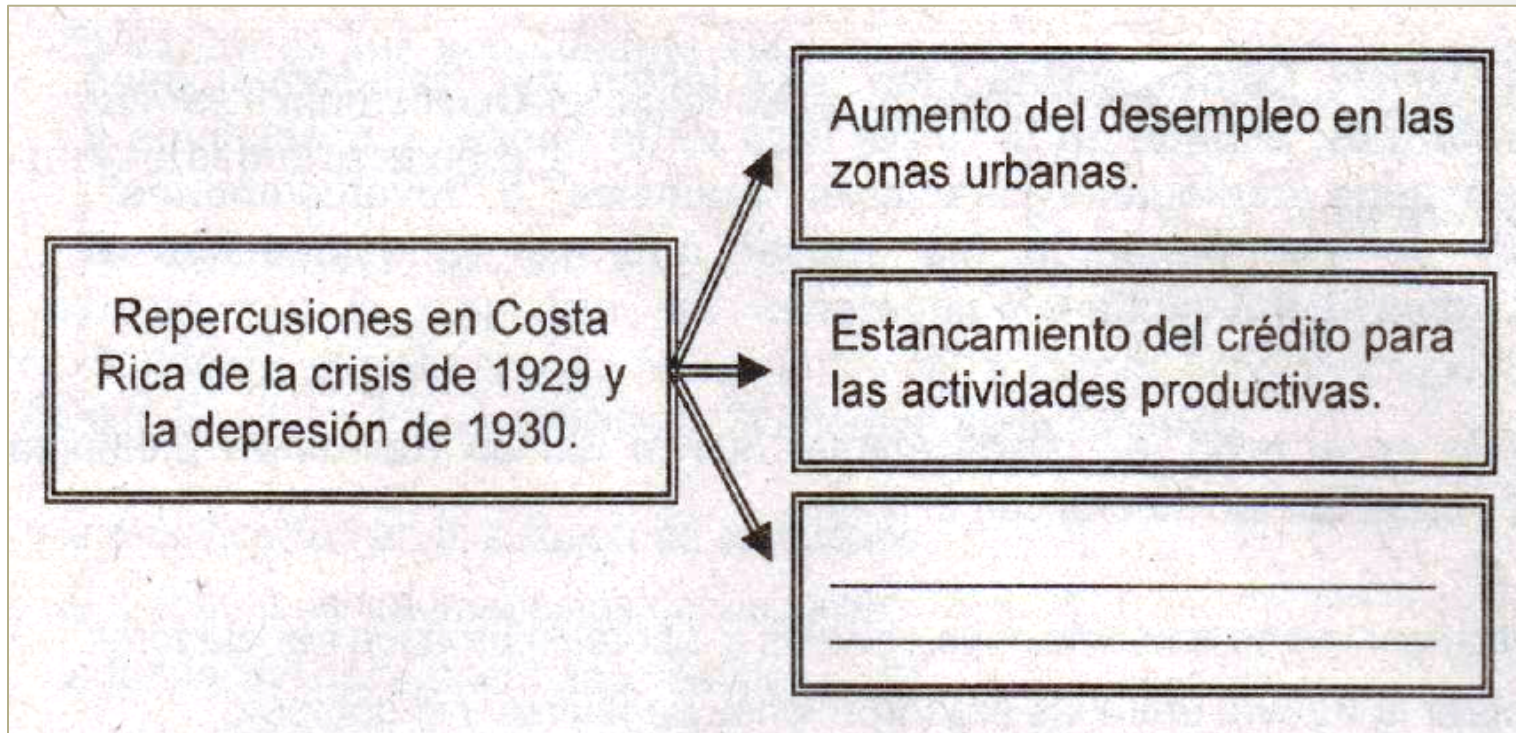 Repercusiones en Costa
Rica de la crisis de 1929 y
la depresión de 1930.
Aumento del desempleo en las
zonas urbanas.
Estancamiento del crédito para
las actividades productivas.